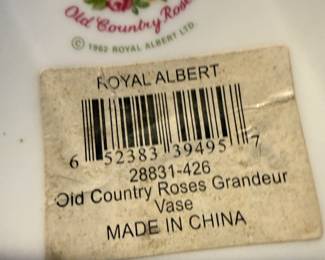 Old Country Roses
© 1962 ROYAL ALBERT LTD.
ROYAL ALBERT
6 52383 39495 7
28831-426
Old Country Roses Grandeur
Vase
MADE IN CHINA